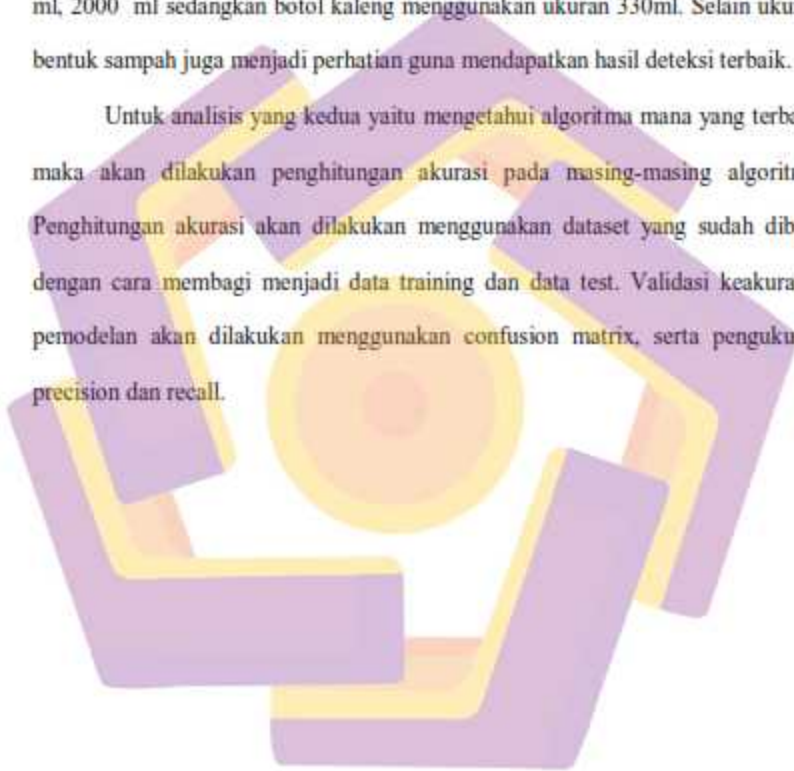 ml, 2000 ml sedangkan botol kaleng menggunakan ukuran 330ml. Selain uku
bentuk sampah juga menjadi perhatian guna mendapatkan hasil deteksi terbaik.
Untuk analisis yang kedua yaitu mengetahui algoritma mana yang terba
maka akan dilakukan penghitungan akurasi pada masing-masing algorit
Penghitungan akurasi akan dilakukan menggunakan dataset yang sudah dib
dengan cara membagi menjadi data training dan data test. Validasi keakura
pemodelan akan dilakukan menggunakan confusion matrix, serta penguku
precision dan recall.